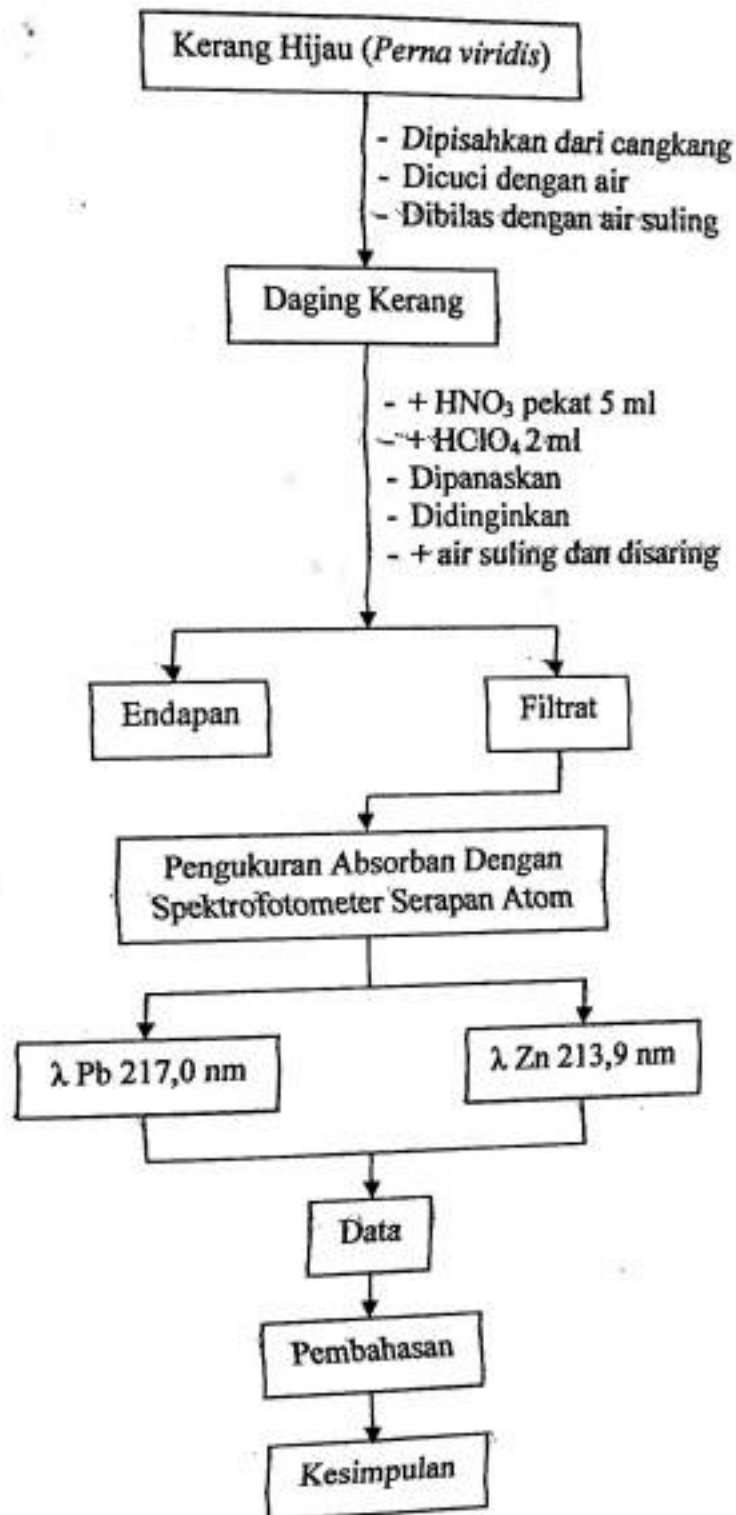 Kerang Hijau (Perna viridis)
- Dipisahkan dari cangkang
- Dicuci dengan air
- Dibilas dengan air suling
Daging Kerang
- + HNO₃ pekat 5 ml
- + HClO₄ 2 ml
- Dipanaskan
- Didinginkan
- + air suling dan disaring
Endapan
Filtrat
Pengukuran Absorban Dengan
Spektrofotometer Serapan Atom
λ Pb 217,0 nm
λ Zn 213,9 nm
Data
Pembahasan
Kesimpulan